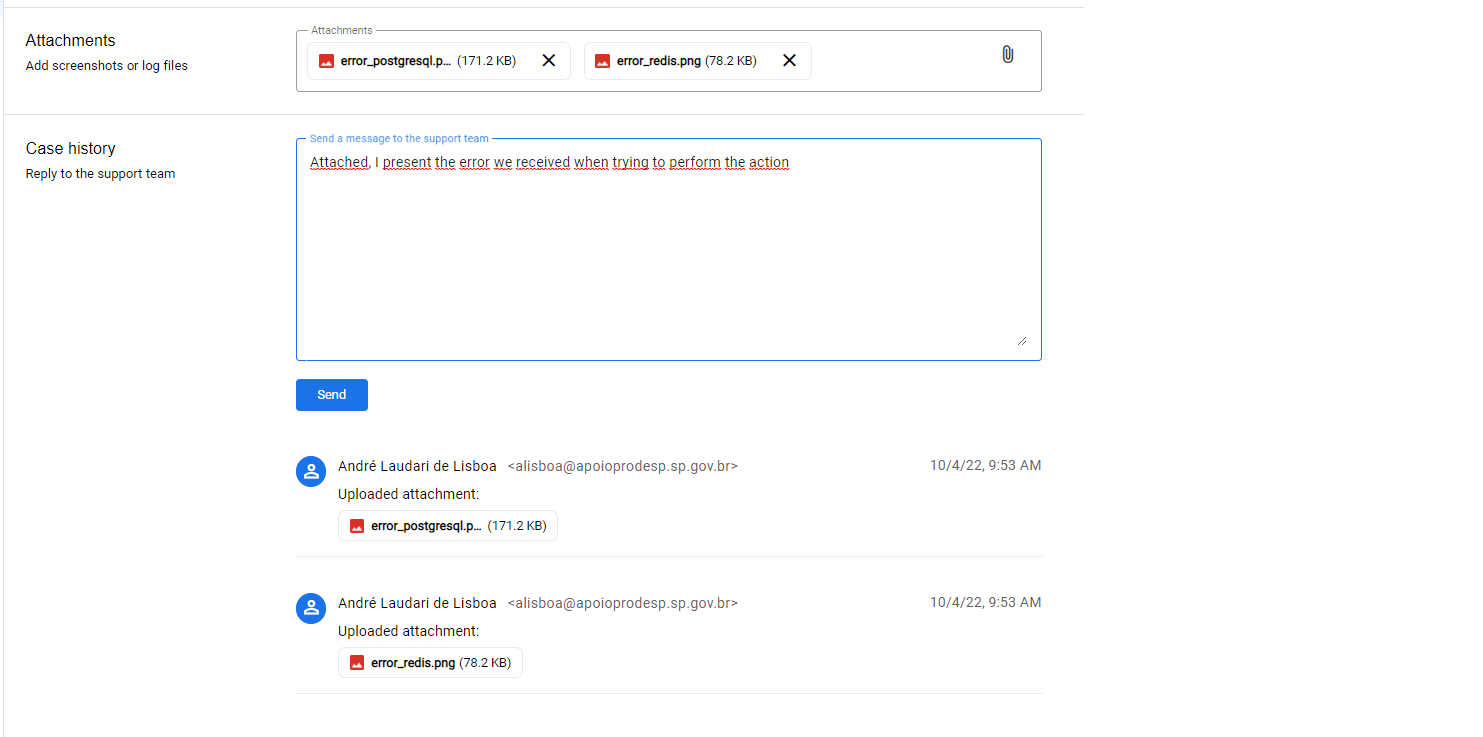 Attachments
Add screenshots or log files
Attachments
error_postgresql.p... (171.2 KB)
error_redis.png (78.2 KB)
Case history
Reply to the support team
Send a message to the support team
Attached, I present the error we received when trying to perform the action
Send
André Laudari de Lisboa <alisboa@apoioprodesp.sp.gov.br> 10/4/22, 9:53 AM
Uploaded attachment:
error_postgresql.p... (171.2 KB)
André Laudari de Lisboa <alisboa@apoioprodesp.sp.gov.br> 10/4/22, 9:53 AM
Uploaded attachment:
error_redis.png (78.2 KB)